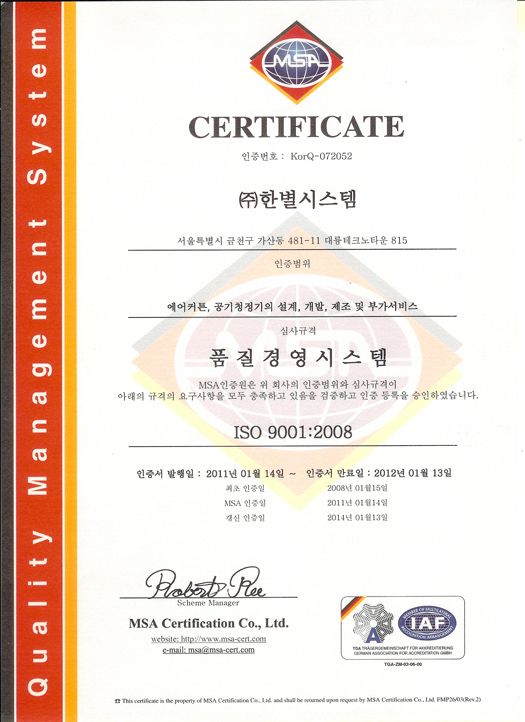 Quality Management System
MSA
CERTIFICATE
인증번호 : KorQ-072052
㈜한별시스템
서울특별시 금천구 가산동 481-11 대륭테크노타운 815
인증범위
에어커튼, 공기청정기의 설계, 개발, 제조 및 부가서비스
심사규격
품질경영시스템
MSA인증원은 위 회사의 인증범위와 심사규격이
아래의 규격의 요구사항을 모두 충족하고 있음을 검증하고 인증 등록을 승인하였습니다.
ISO 9001:2008
인증서 발행일 : 2011년 01월 14일 ~ 인증서 만료일 : 2012년 01월 13일
최초 인증일 2008년 01월15일
MSA 인증일 2011년 01월14일
갱신 인증일 2014년 01월13일
Robert Ree
Scheme Manager
MSA Certification Co., Ltd.
website: http://www.msa-cert.com
e-mail: msa@msa-cert.com
TGA
A
MEMBER OF MULTILATERAL
IAF
RECOGNITION ARRANGEMENT
TGA TRÄGERGEMEINSCHAFT FÜR AKKREDITIERUNG
GERMAN ASSOCIATION FOR ACCREDITATION GMBH
TGA-ZM-02-06-00
☎ This certificate is the property of MSA Certification Co., Ltd. and shall be returned upon request by MSA Certification Co., Ltd. FMP26/03(Rev.2)